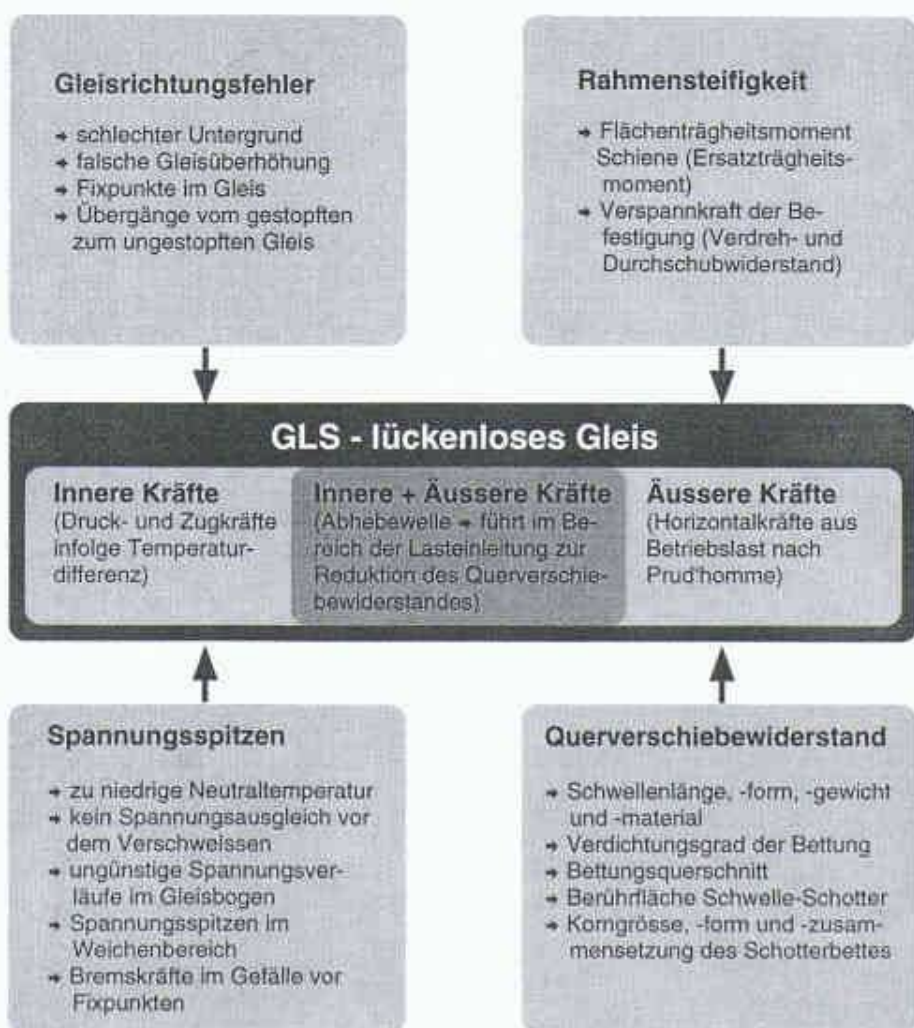 Gleisrichtungsfehler
→ schlechter Untergrund
→ falsche Gleisüberhöhung
→ Fixpunkte im Gleis
→ Übergänge vom gestopften
zum ungestopften Gleis
Rahmensteifigkeit
→ Flächenträgheitsmoment
Schiene (Ersatzträgheits-
moment)
→ Verspannkraft der Be-
festigung (Verdreh- und
Durchschubwiderstand)
GLS - lückenloses Gleis
Innere Kräfte
(Druck- und Zugkräfte
infolge Temperatur-
differenz)
Innere + Äussere Kräfte
(Abhebewelle → führt im Be-
reich der Lasteinleitung zur
Reduktion des Querverschie-
bewiderstandes)
Äussere Kräfte
(Horizontalkräfte aus
Betriebslast nach
Prud'homme)
Spannungsspitzen
→ zu niedrige Neutraltemperatur
→ kein Spannungsausgleich vor
dem Verschweissen
→ ungünstige Spannungsver-
läufe im Gleisbogen
→ Spannungsspitzen im
Weichenbereich
→ Bremskräfte im Gefälle vor
Fixpunkten
Querverschiebewiderstand
→ Schwellenlänge, -form, -gewicht
und -material
→ Verdichtungsgrad der Bettung
→ Bettungsquerschnitt
→ Berührfläche Schwelle-Schotter
→ Korngrösse, -form und -zusam-
mensetzung des Schotterbettes